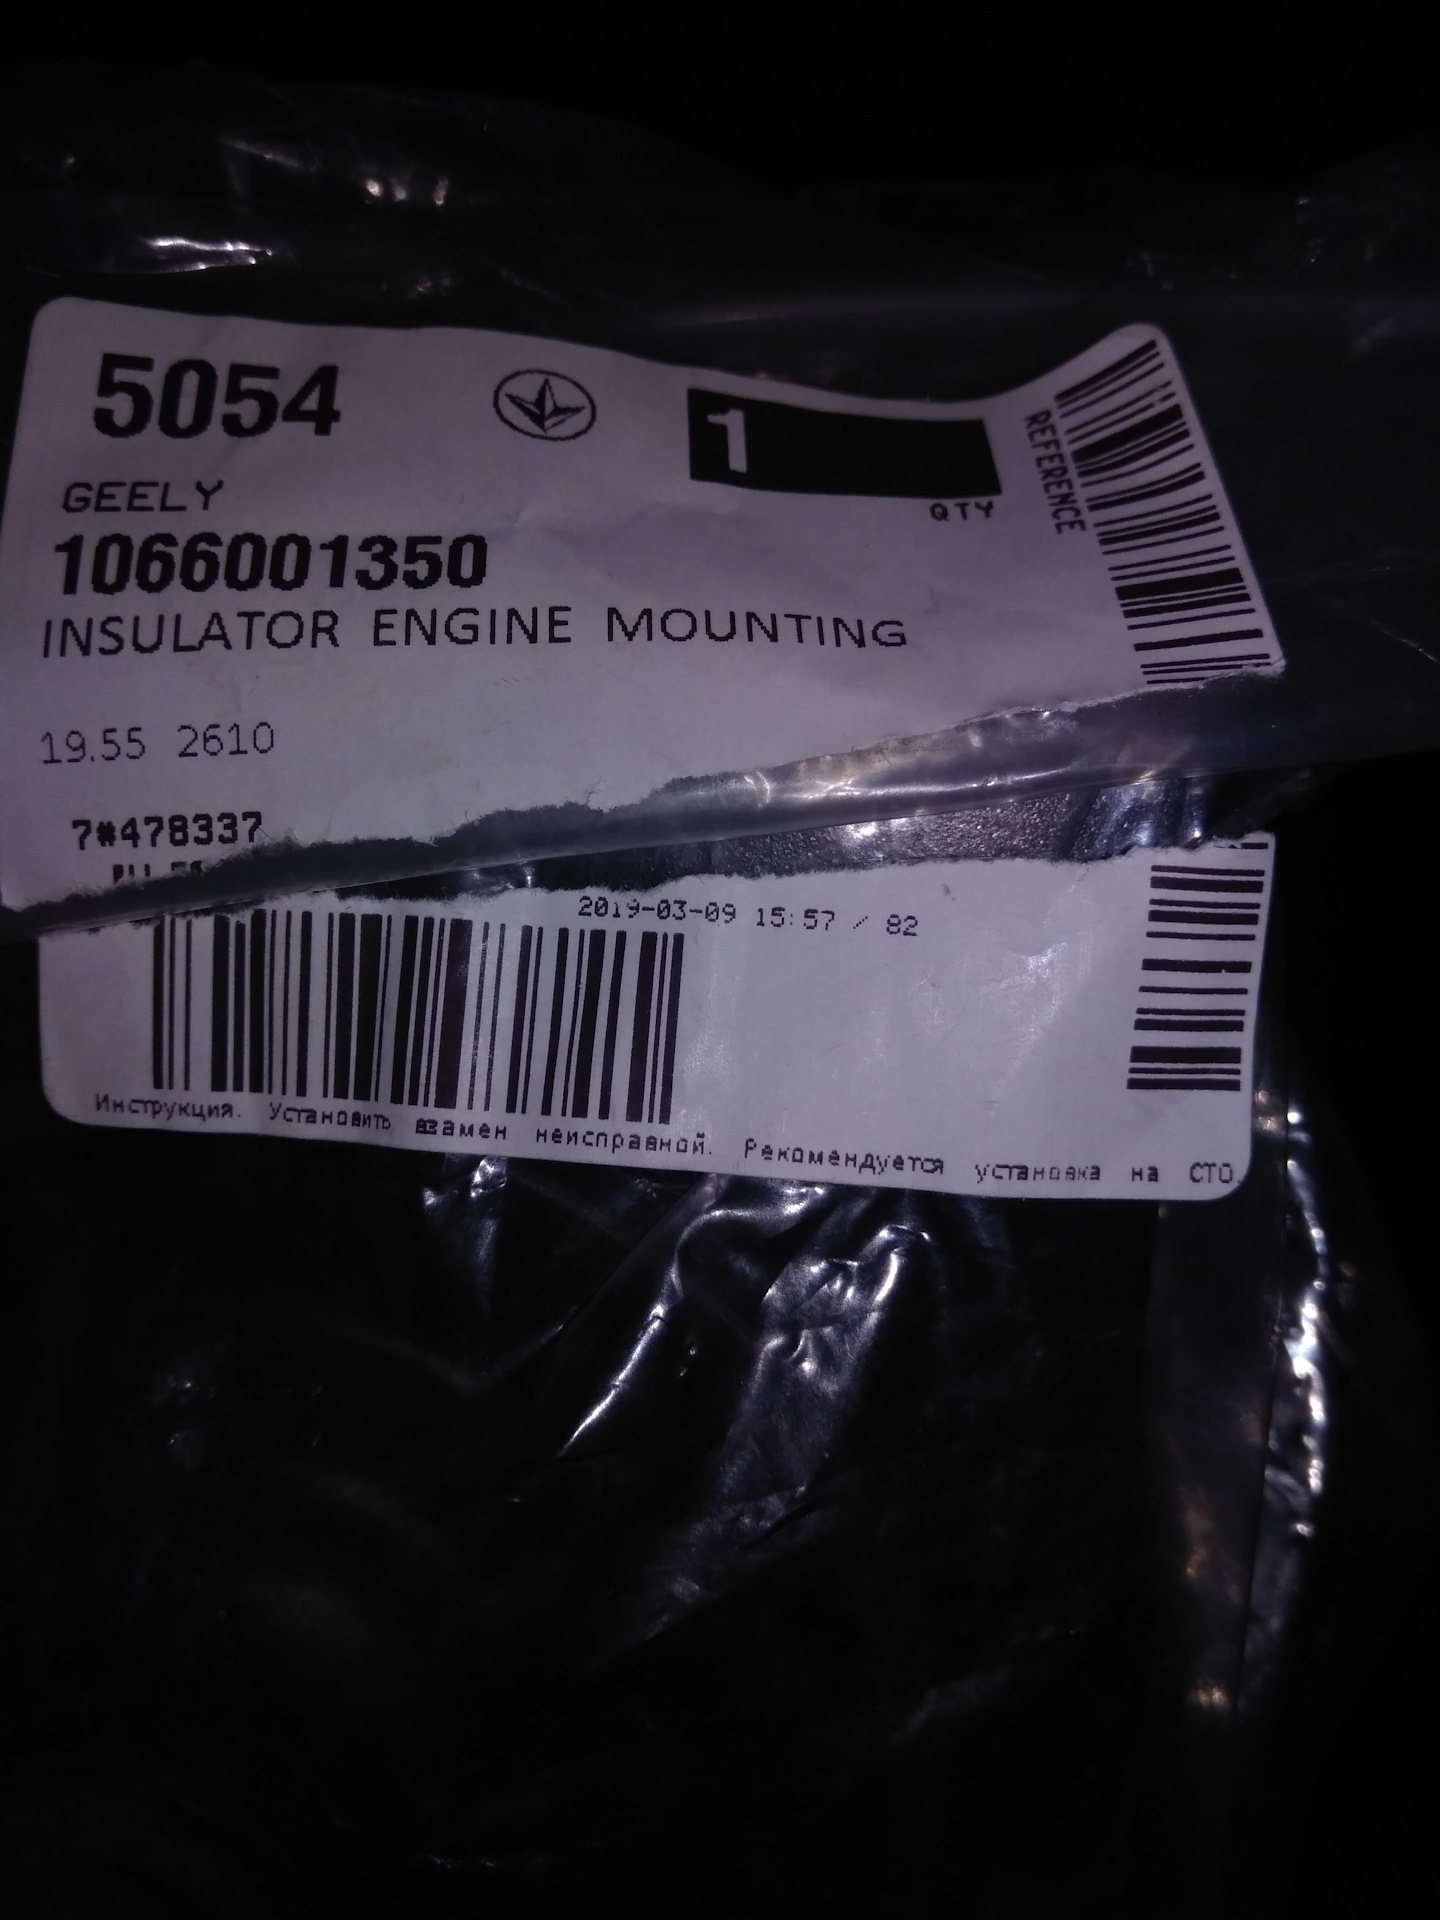 5054
1
QTY
REFERENCE
GEELY
1066001350
INSULATOR ENGINE MOUNTING
19.55 2610
7#478337
2019-03-09 15:57 / 82
Инструкция. Установить взамен неисправной. Рекомендуется установка на СТО.